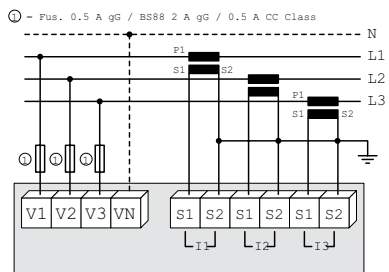 ① - Fus. 0.5 A gG / BS88 2 A gG / 0.5 A CC Class
N
P1 L1
S1 S2
L2
P1 L3
S1 S2
① ① ①
V1 V2 V3 VN S1 S2 S1 S2 S1 S2
I1 I2 I3